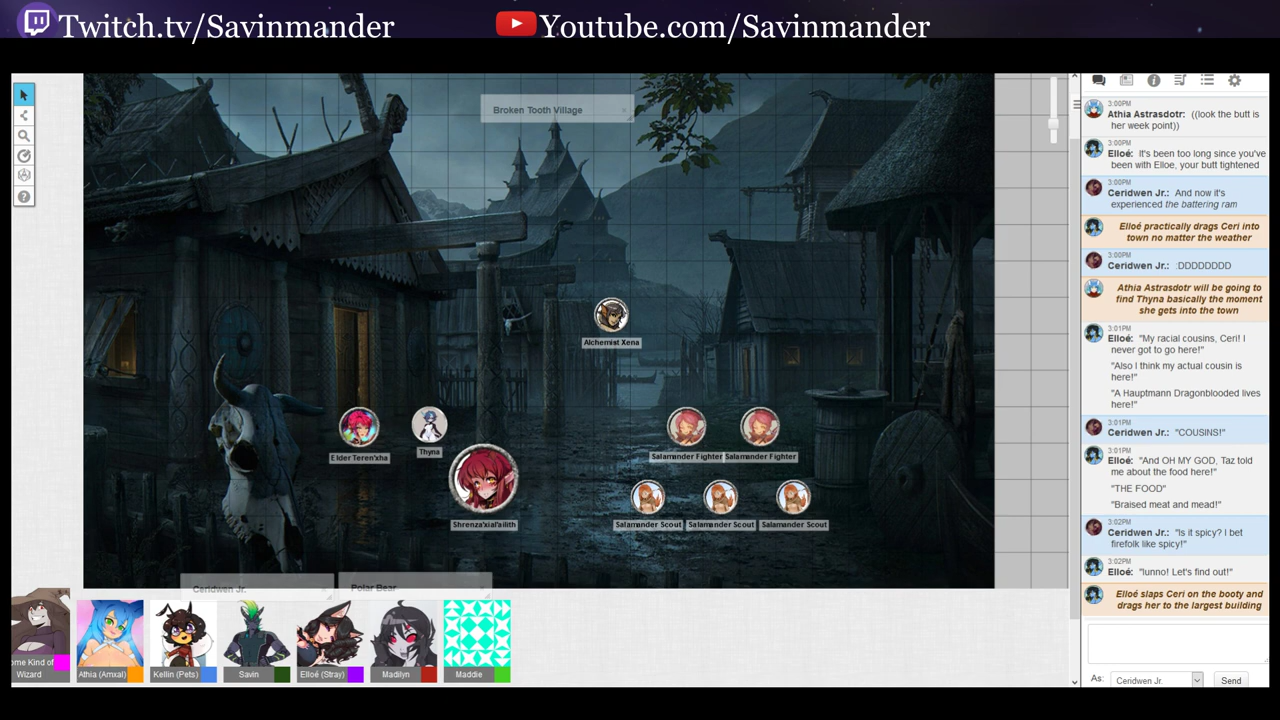 Twitch.tv/Savinmander
Youtube.com/Savinmander
Broken Tooth Village
Alchemist Xena
Elder Teren'xha
Thyna
Shrenza'xial'ailith
Salamander Fighter
Salamander Fighter
Salamander Scout
Salamander Scout
Salamander Scout
Ceridwen Jr.
Polar Bear
ome Kind of
Wizard
Athia (Amxal)
Kellin (Pets)
Savin
Elloé (Stray)
Madilyn
Maddie
3:00PM
Athia Astrasdotr: ((look the butt is
her week point))
3:00PM
Elloé: It's been too long since you've
been with Elloe, your butt tightened
3:00PM
Ceridwen Jr.: And now it's
experienced the battering ram
Elloé practically drags Ceri into
town no matter the weather
3:00PM
Ceridwen Jr.: :DDDDDDDD
Athia Astrasdotr will be going to
find Thyna basically the moment
she gets into the town
3:01PM
Elloé: "My racial cousins, Ceri! I
never got to go here!"
"Also I think my actual cousin is
here!"
"A Hauptmann Dragonblooded lives
here!"
3:01PM
Ceridwen Jr.: "COUSINS!"
3:01PM
Elloé: "And OH MY GOD, Taz told
me about the food here!"
"THE FOOD"
"Braised meat and mead!"
3:02PM
Ceridwen Jr.: "Is it spicy? I bet
firefolk like spicy!"
3:02PM
Elloé: "Iunno! Let's find out!"
Elloé slaps Ceri on the booty and
drags her to the largest building
As:
Ceridwen Jr.
Send